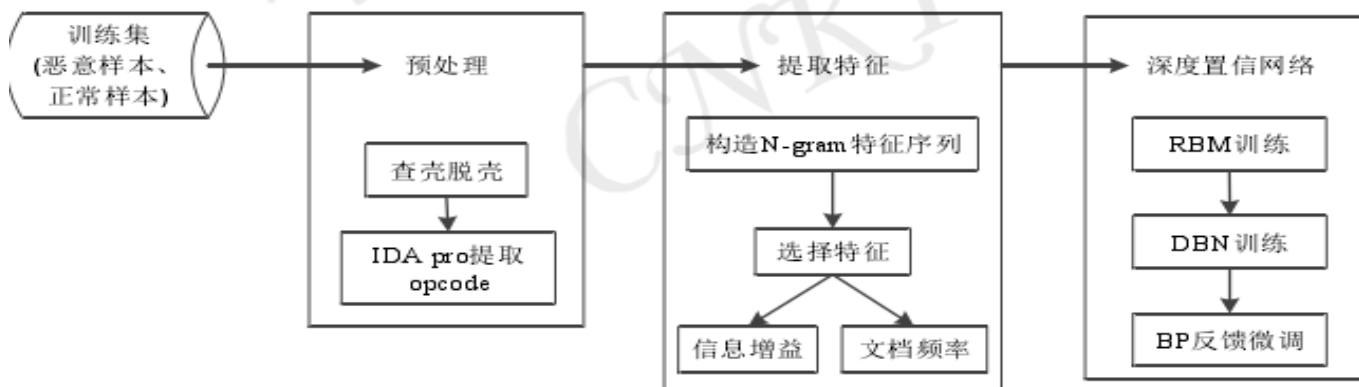 训练集
(恶意样本、
正常样本)
预处理
查壳脱壳
IDA pro提取
opcode
提取特征
构造N-gram特征序列
选择特征
信息增益
文档频率
深度置信网络
RBM训练
DBN训练
BP反馈微调
CNKI